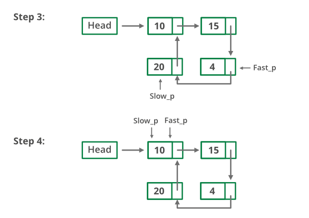 Step 3:
Head 10 15
20 4 Fast_p
Slow_p
Step 4:
Slow_p Fast_p
Head 10 15
20 4